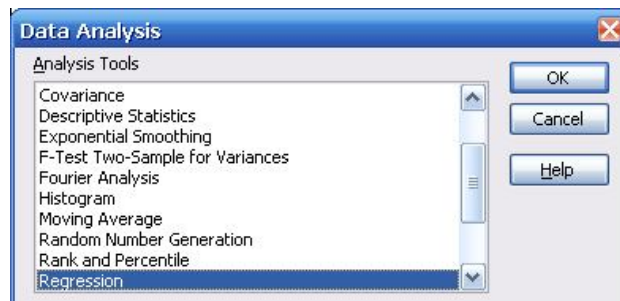 Data Analysis
Analysis Tools
Covariance
Descriptive Statistics
Exponential Smoothing
F-Test Two-Sample for Variances
Fourier Analysis
Histogram
Moving Average
Random Number Generation
Rank and Percentile
Regression
OK
Cancel
Help